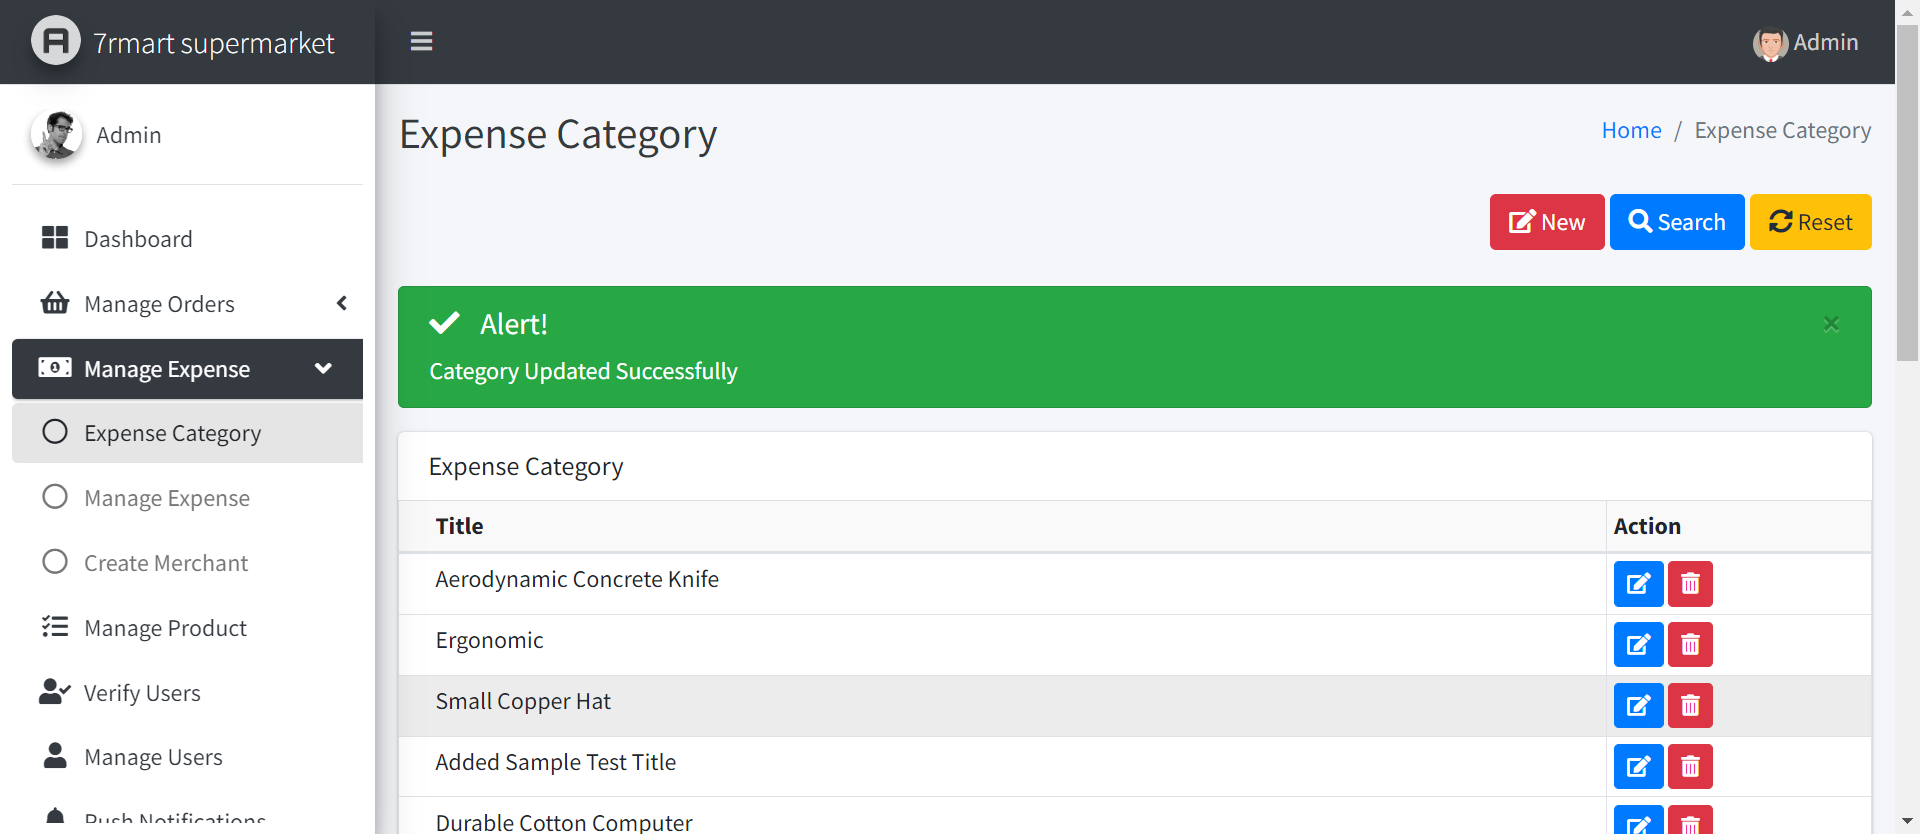 7rmart supermarket
Admin
Admin
Expense Category
Home / Expense Category
Dashboard
Manage Orders
Manage Expense
Expense Category
Manage Expense
Create Merchant
Manage Product
Verify Users
Manage Users
Push Notifications
New
Search
Reset
Alert!
×
Category Updated Successfully
Expense Category
Title
Action
Aerodynamic Concrete Knife
Ergonomic
Small Copper Hat
Added Sample Test Title
Durable Cotton Computer